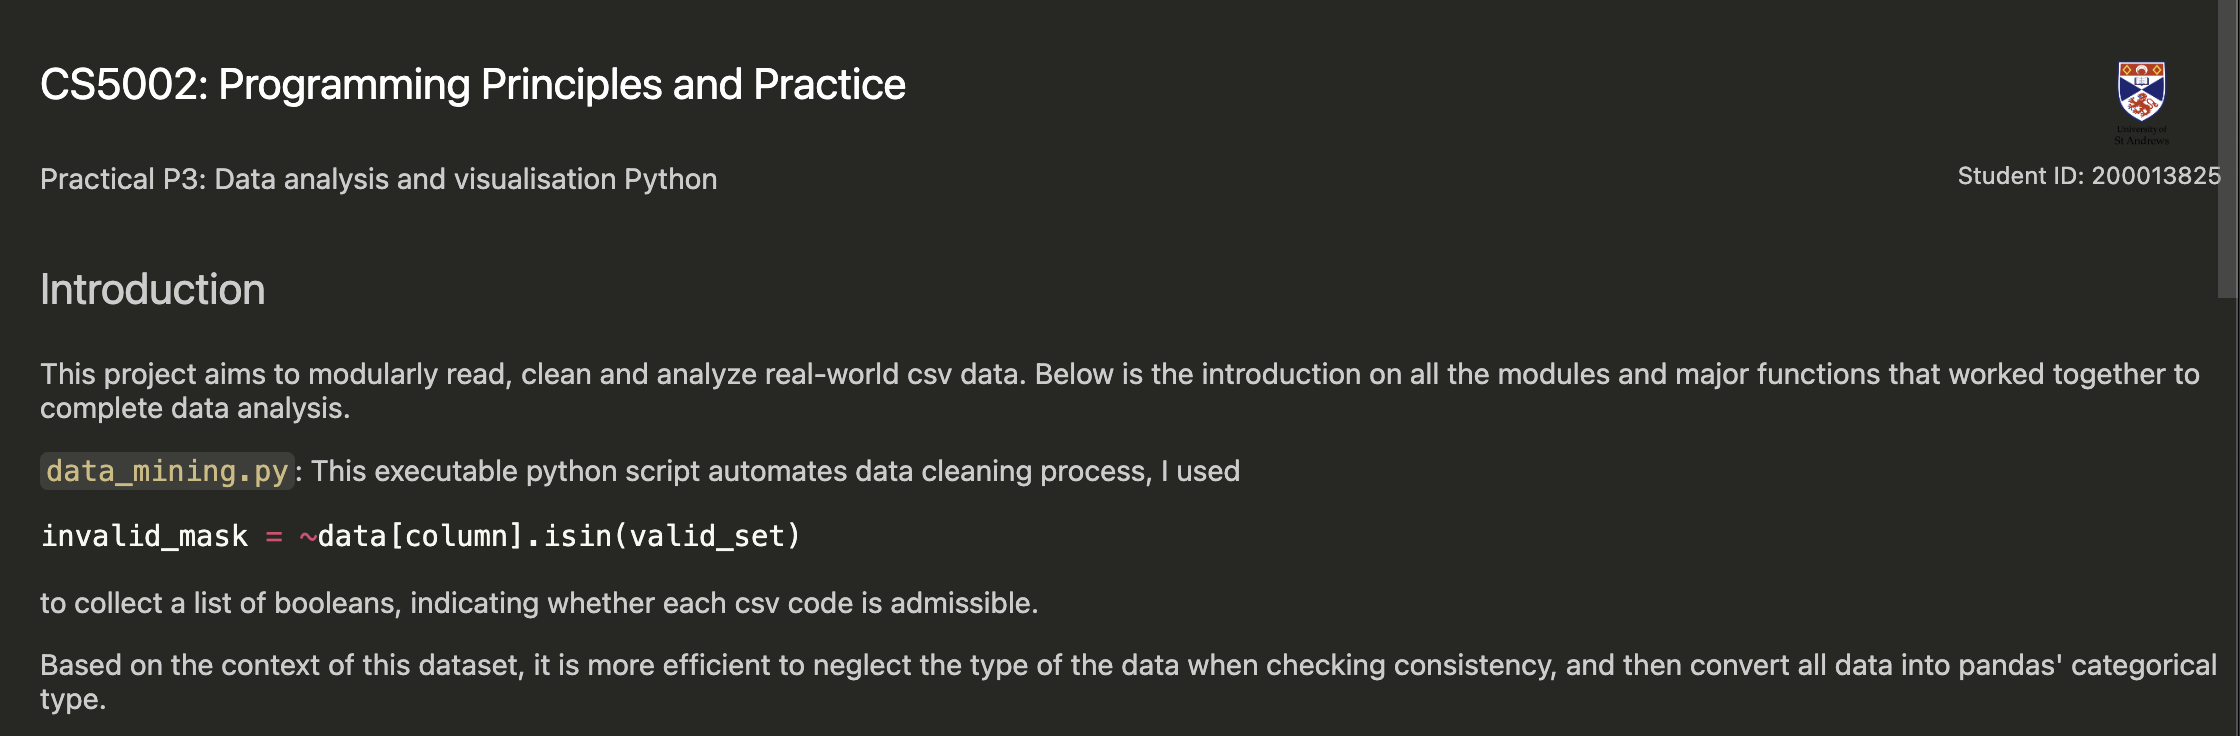 CS5002: Programming Principles and Practice
University of
St Andrews
Practical P3: Data analysis and visualisation Python
Student ID: 200013825
Introduction
This project aims to modularly read, clean and analyze real-world csv data. Below is the introduction on all the modules and major functions that worked together to
complete data analysis.
data_mining.py: This executable python script automates data cleaning process, I used
invalid_mask = ~data[column].isin(valid_set)
to collect a list of booleans, indicating whether each csv code is admissible.
Based on the context of this dataset, it is more efficient to neglect the type of the data when checking consistency, and then convert all data into pandas' categorical
type.